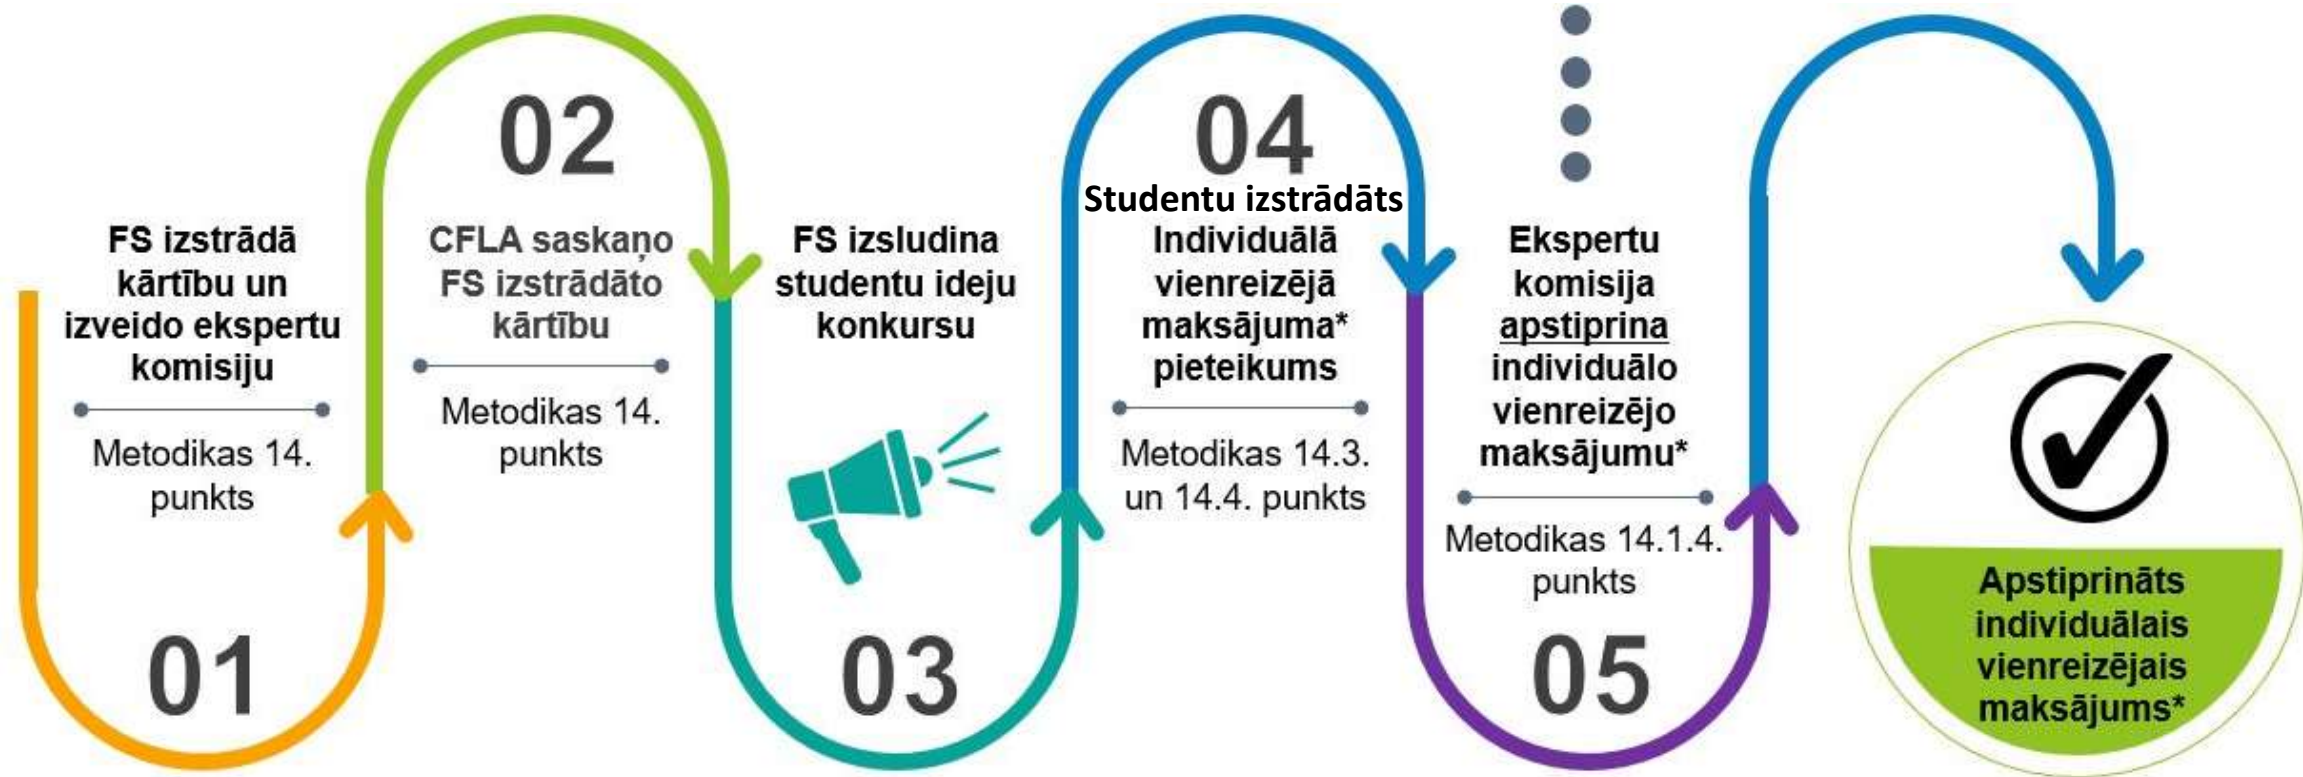 01
FS izstrādā
kārtību un
izveido ekspertu
komisiju
Metodikas 14.
punkts
02
CFLA saskaņo
FS izstrādāto
kārtību
Metodikas 14.
punkts
03
FS izsludina
studentu ideju
konkursu
04
Studentu izstrādāts
Individuālā
vienreizējā
maksājuma*
pieteikums
Metodikas 14.3.
un 14.4. punkts
05
Ekspertu
komisija
apstiprina
individuālo
vienreizējo
maksājumu*
Metodikas 14.1.4.
punkts
Apstiprināts
individuālais
vienreizējais
maksājums*